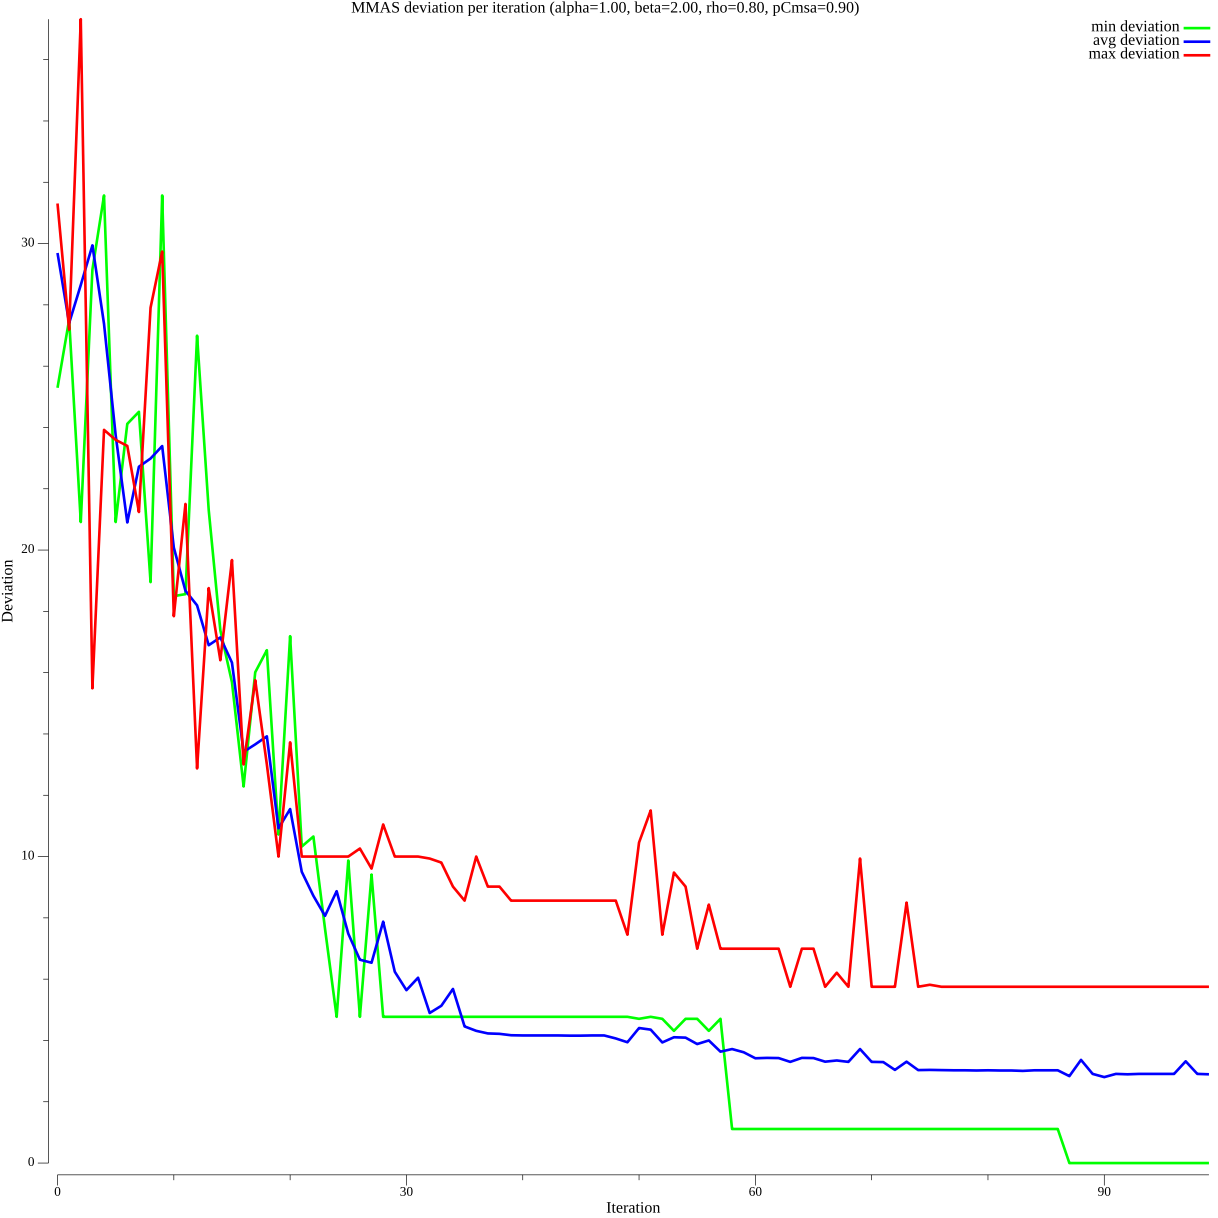 MMAS deviation per iteration (alpha=1.00, beta=2.00, rho=0.80, pCmsa=0.90)
min deviation
avg deviation
max deviation
30
20
10
0
Deviation
0
30
60
90
Iteration